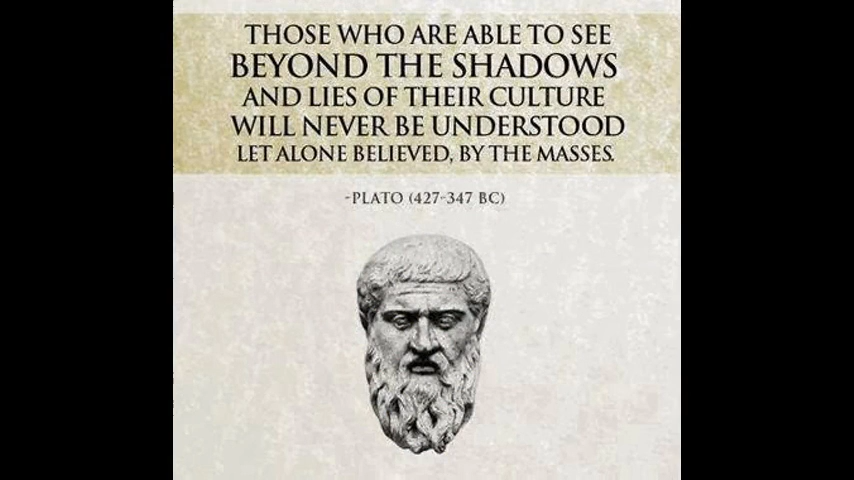 THOSE WHO ARE ABLE TO SEE
BEYOND THE SHADOWS
AND LIES OF THEIR CULTURE
WILL NEVER BE UNDERSTOOD
LET ALONE BELIEVED, BY THE MASSES.
-PLATO (427-347 BC)